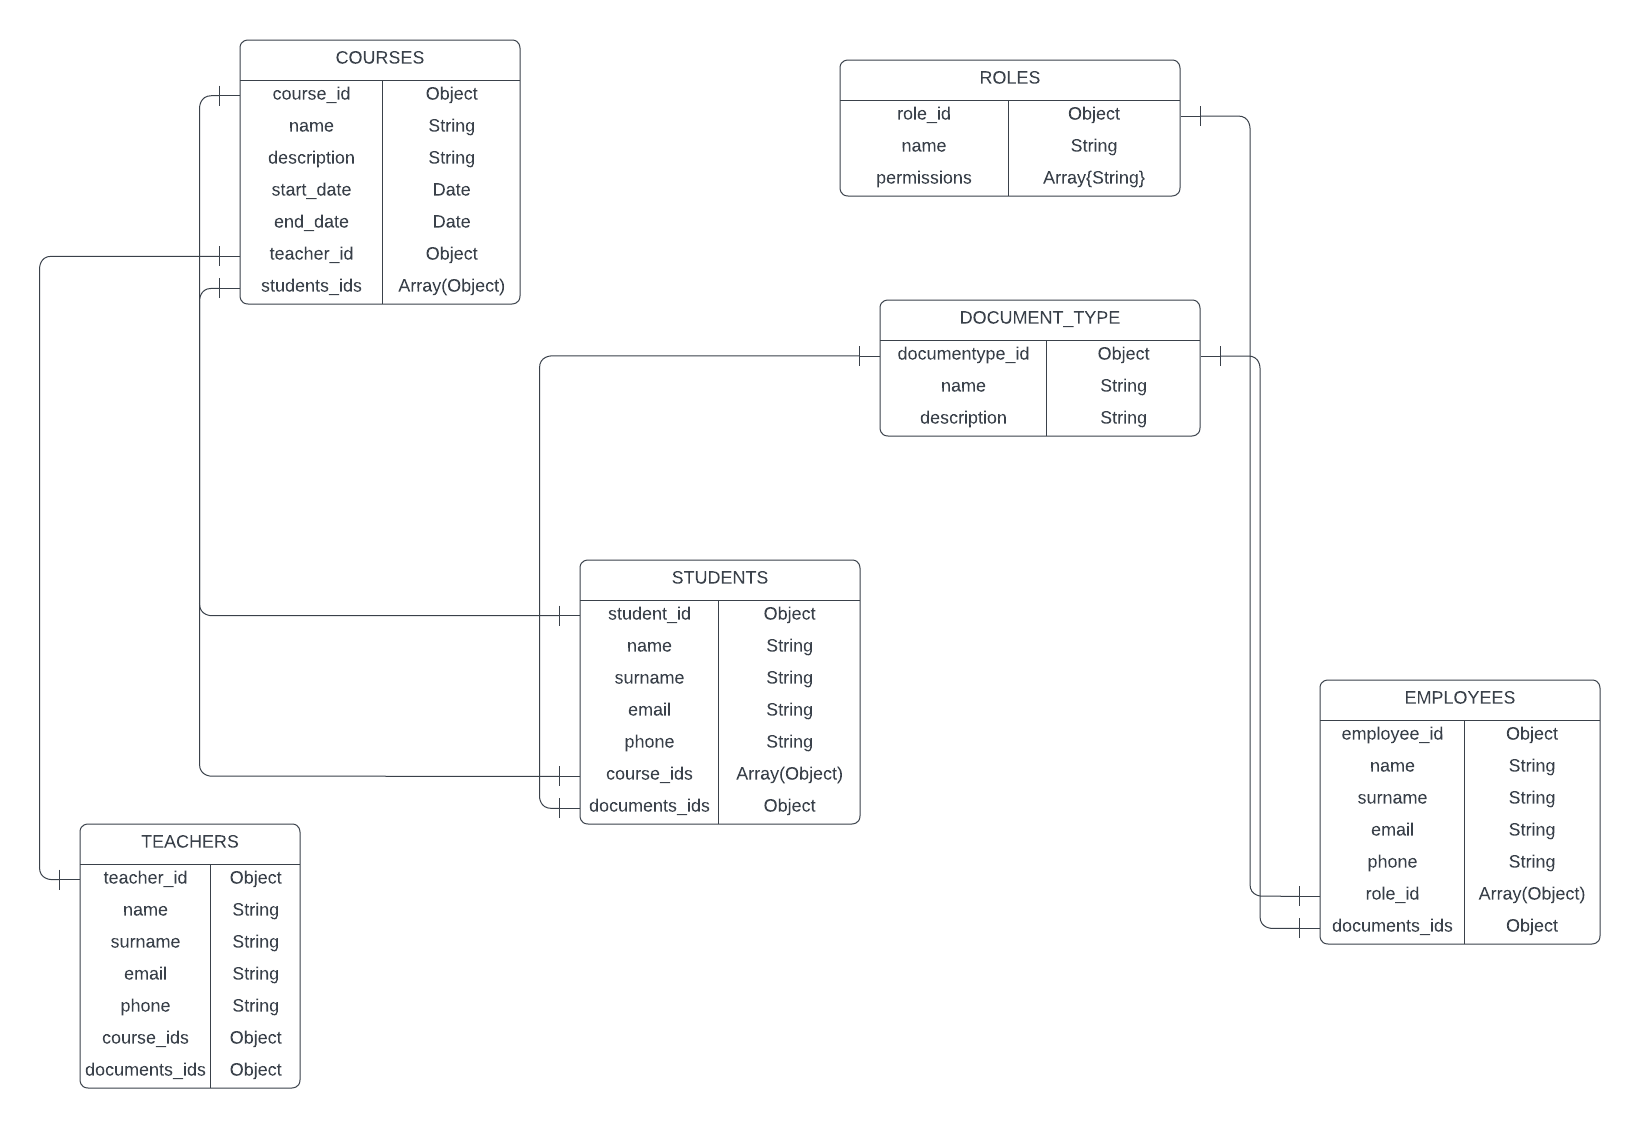 COURSES
course_id Object
name String
description String
start_date Date
end_date Date
teacher_id Object
students_ids Array(Object)
ROLES
role_id Object
name String
permissions Array{String}
DOCUMENT_TYPE
documentype_id Object
name String
description String
STUDENTS
student_id Object
name String
surname String
email String
phone String
course_ids Array(Object)
documents_ids Object
EMPLOYEES
employee_id Object
name String
surname String
email String
phone String
role_id Array(Object)
documents_ids Object
TEACHERS
teacher_id Object
name String
surname String
email String
phone String
course_ids Object
documents_ids Object